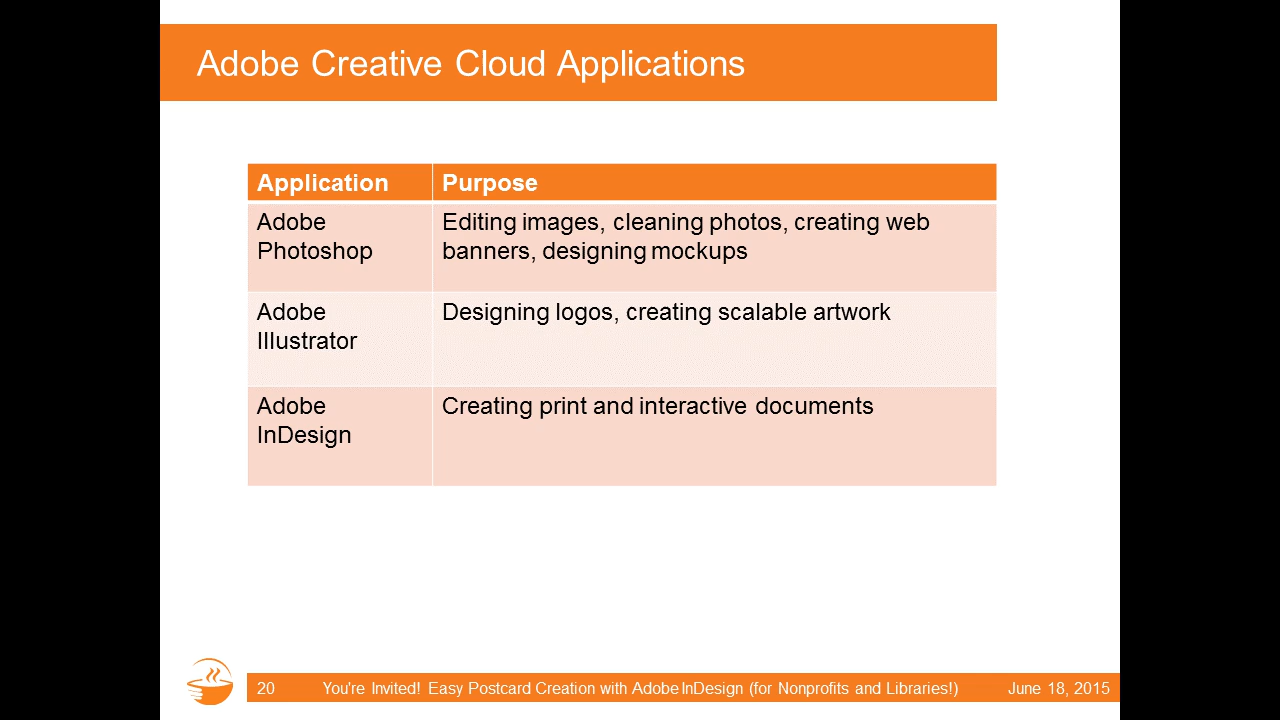 Adobe Creative Cloud Applications
Application Purpose
Adobe Editing images, cleaning photos, creating web
Photoshop banners, designing mockups
Adobe Designing logos, creating scalable artwork
Illustrator
Adobe Creating print and interactive documents
InDesign
20 You're Invited! Easy Postcard Creation with Adobe InDesign (for Nonprofits and Libraries!) June 18, 2015